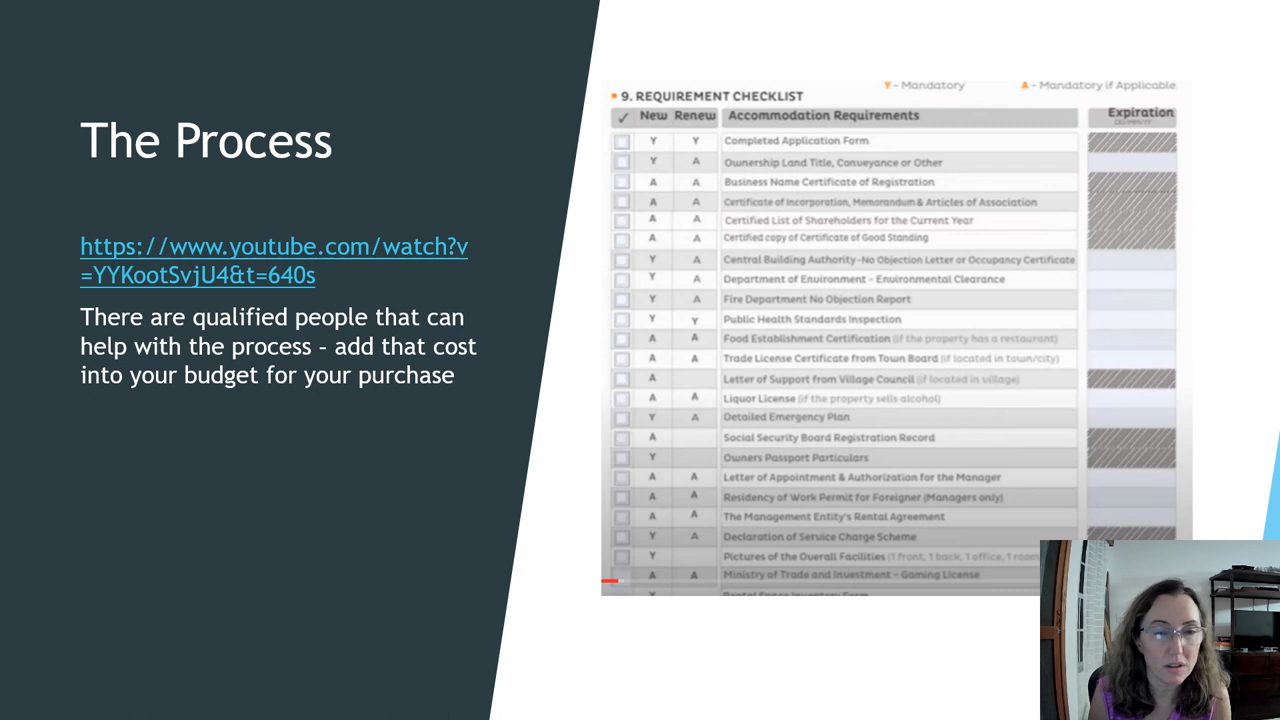 The Process
https://www.youtube.com/watch?v
=YYKootSvjU4&t=640s
There are qualified people that can
help with the process – add that cost
into your budget for your purchase
Y – Mandatory A – Mandatory if Applicable
• 9. REQUIREMENT CHECKLIST
✓ New Renew Accommodation Requirements Expiration
Y Y Completed Application Form
Y A Ownership Land Title, Conveyance or Other
A A Business Name Certificate of Registration
A A Certificate of Incorporation, Memorandum & Articles of Association
A A Certified List of Shareholders for the Current Year
A A Certified copy of Certificate of Good Standing
Y A Central Building Authority-No Objection Letter or Occupancy Certificate
Y A Department of Environment - Environmental Clearance
Y A Fire Department No Objection Report
Y Y Public Health Standards Inspection
A A Food Establishment Certification (if the property has a restaurant)
A A Trade License Certificate from Town Board (if located in town/city)
A Letter of Support from Village Council (if located in village)
A A Liquor License (if the property sells alcohol)
Y A Detailed Emergency Plan
A Social Security Board Registration Record
Y Owners Passport Particulars
A A Letter of Appointment & Authorization for the Manager
A A Residency of Work Permit for Foreigner (Managers only)
A A The Management Entity's Rental Agreement
Y A Declaration of Service Charge Scheme
Y Pictures of the Overall Facilities (1 front, 1 back, 1 office, 1 room
A A Ministry of Trade and Investment - Gaming License